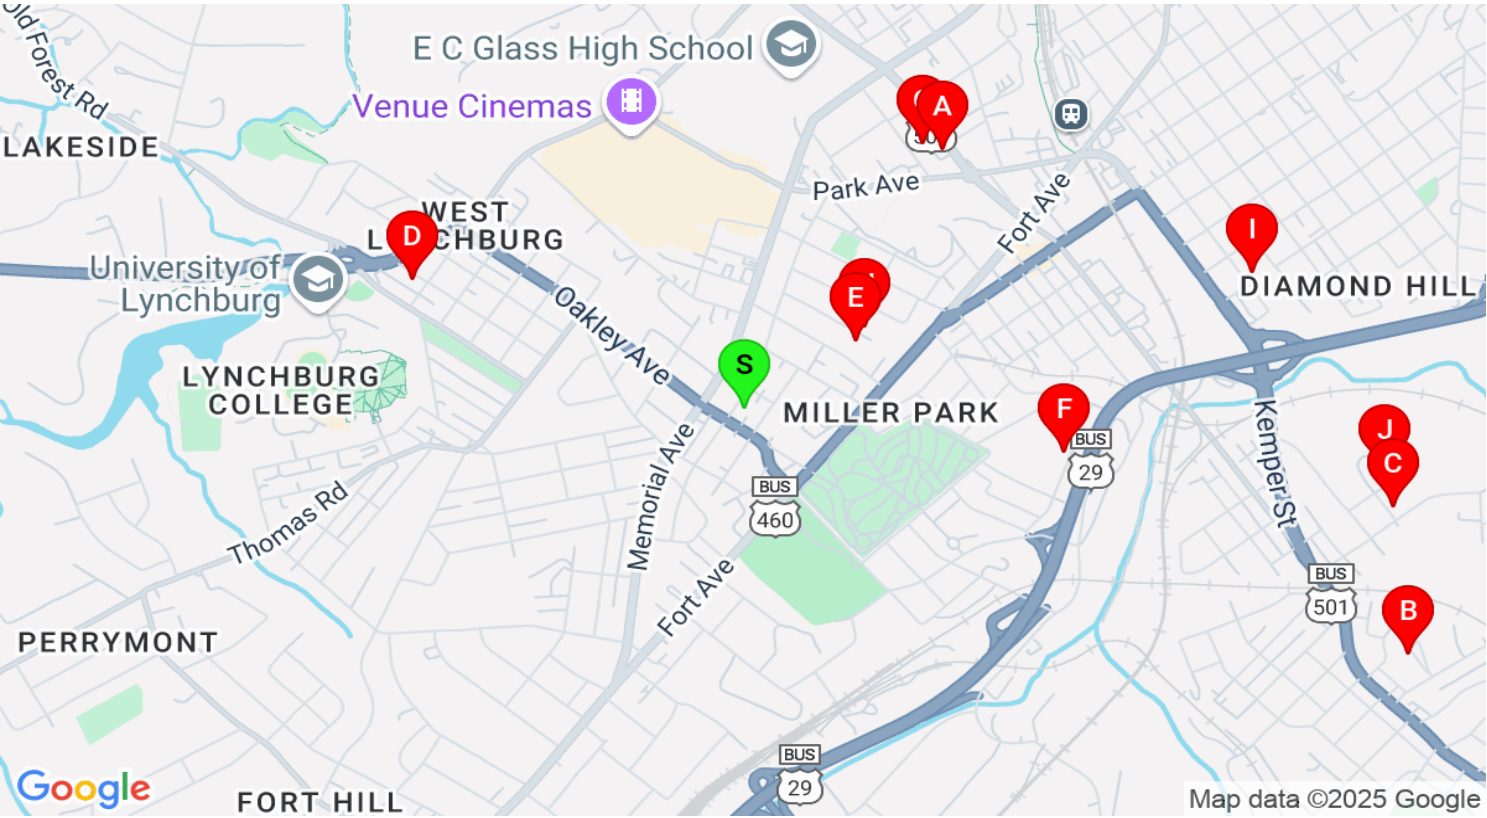 Old Forest Rd
E C Glass High School
Venue Cinemas
A
LAKESIDE
Park Ave
Fort Ave
WEST
D
University of
Lynchburg
I
DIAMOND HILL
E
Oakley Ave
LYNCHBURG
COLLEGE
S
MILLER PARK
F
BUS
29
J
C
Kemper St
Memorial Ave
BUS
460
Thomas Rd
Fort Ave
BUS
501
B
PERRYMONT
BUS
29
Google
FORT HILL
Map data ©2025 Google